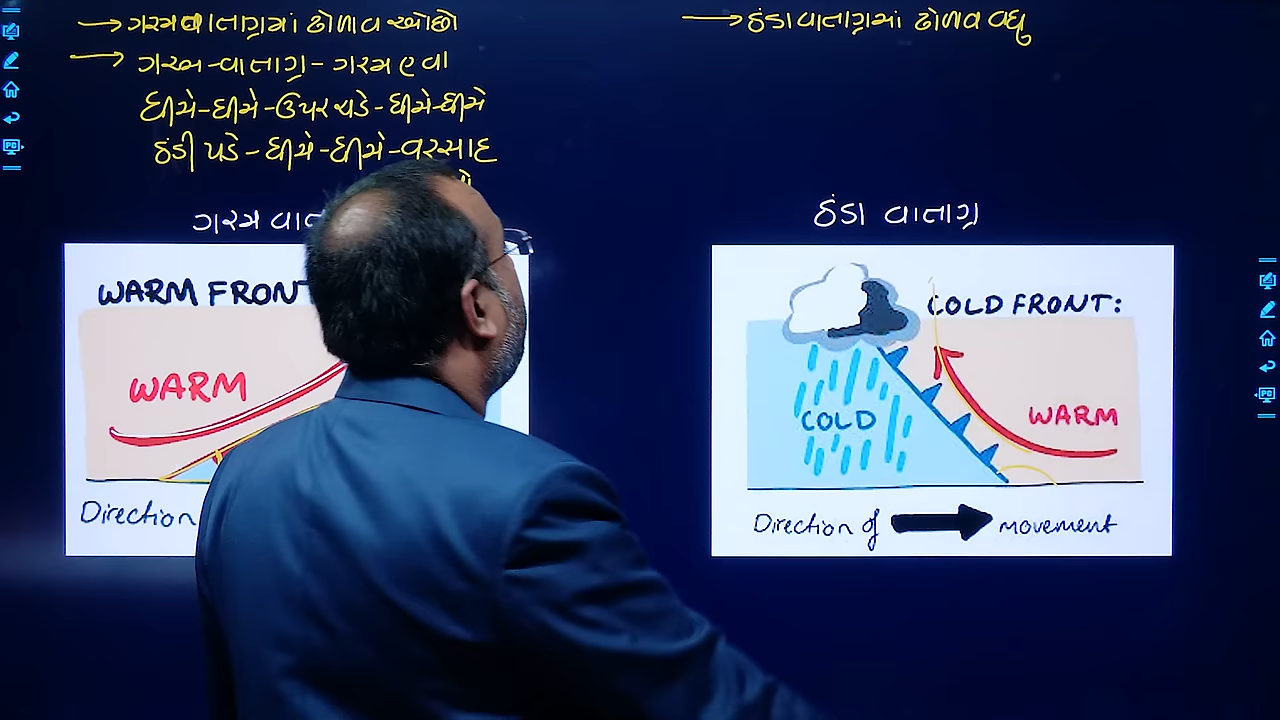 → ગરમ વાતાગ્રમાં ઢોળાવ ઓછો
→ ગરમ-વાતાગ્ર-ગરમ હવા
ધીમે-ધીમે-ઉપર ચડે-ધીમે-ધીમે
ઠંડી પડે-ધીમે-ધીમે-વરસાદ
ગરમ
WARM
WARM
Direction
→ ઠંડા વાતાગ્રમાં ઢોળાવ વધુ
ઠંડા વાતાગ્ર
COLD FRONT:
COLD
WARM
Direction of movement